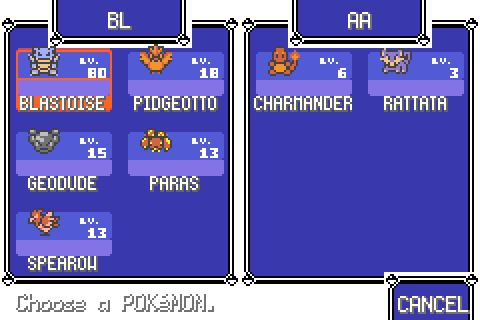 BL
AA
Lv. 80
BLASTOISE
Lv. 18
PIDGEOTTO
Lv. 6
CHARMANDER
Lv. 3
RATTATA
Lv. 15
GEODUDE
Lv. 13
PARAS
Lv. 13
SPEAROW
Choose a POKéMON.
CANCEL